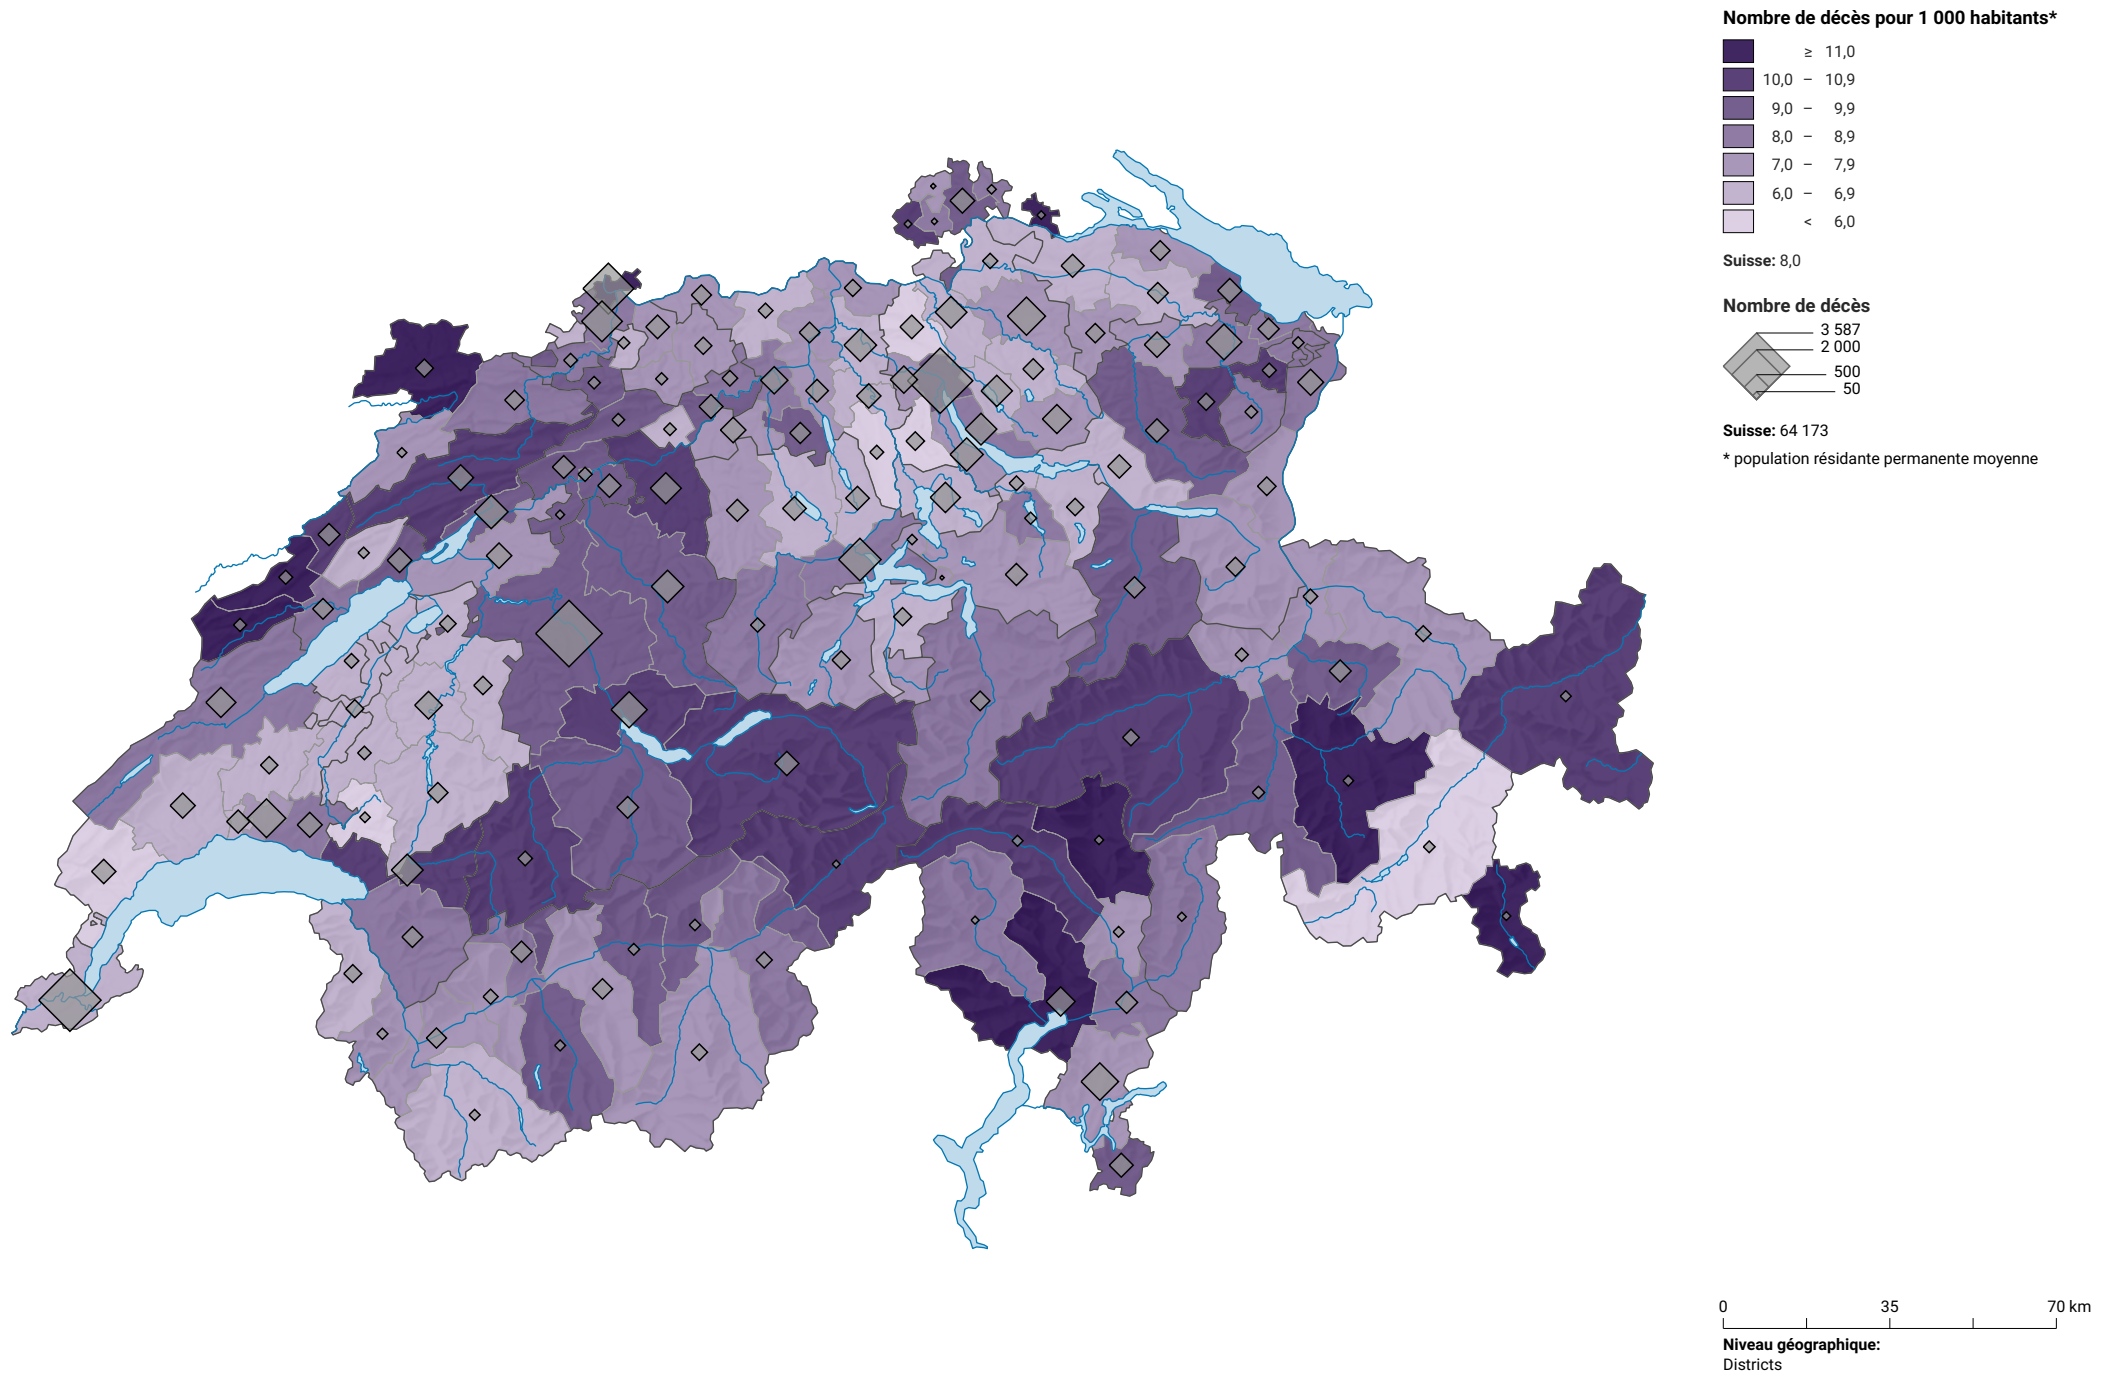 Nombre de décès pour 1 000 habitants*
≥ 11,0
10,0 – 10,9
9,0 – 9,9
8,0 – 8,9
7,0 – 7,9
6,0 – 6,9
< 6,0
Suisse: 8,0
Nombre de décès
3 587
2 000
500
50
Suisse: 64 173
* population résidante permanente moyenne
0 35 70 km
Niveau géographique:
Districts